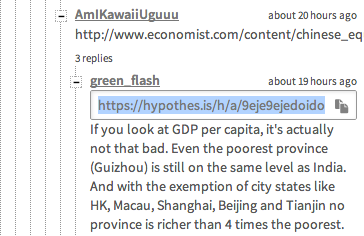 AmIKawaiiUguuu about 20 hours ago
http://www.economist.com/content/chinese_eq
3 replies
green_flash about 19 hours ago
https://hypothes.is/h/a/9eje9ejedoido
If you look at GDP per capita, it's actually
not that bad. Even the poorest province
(Guizhou) is still on the same level as India.
And with the exemption of city states like
HK, Macau, Shanghai, Beijing and Tianjin no
province is richer than 4 times the poorest.